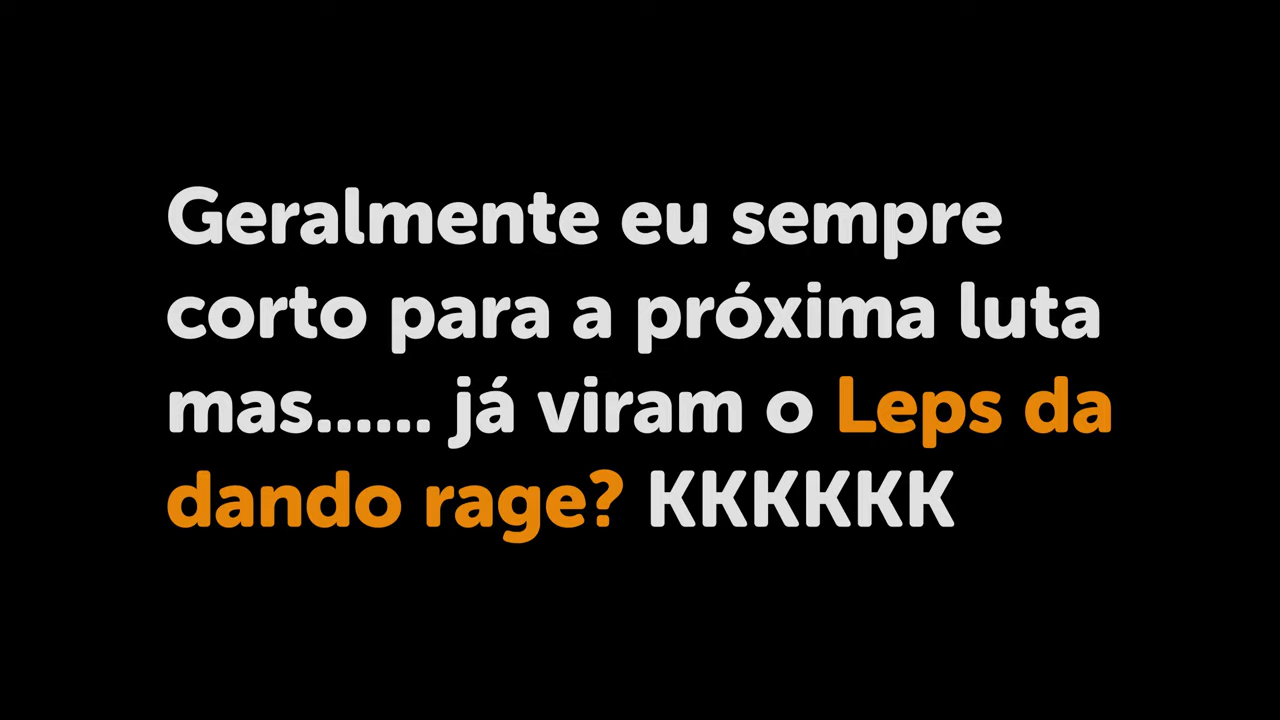 Geralmente eu sempre
corto para a próxima luta
mas...... já viram o Leps da
dando rage? KKKKKK